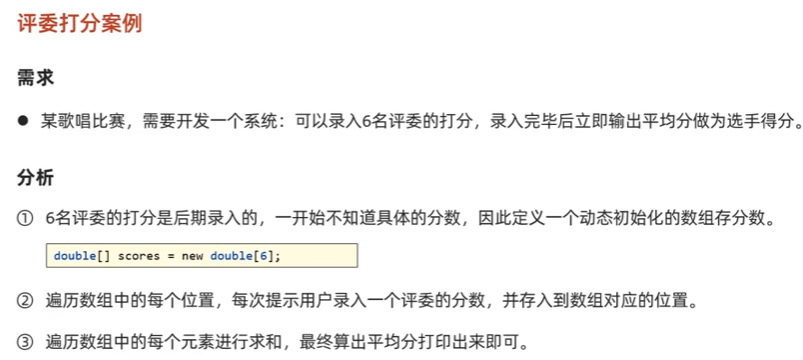 评委打分案例
需求
● 某歌唱比赛，需要开发一个系统：可以录入6名评委的打分，录入完毕后立即输出平均分做为选手得分。
分析
① 6名评委的打分是后期录入的，一开始不知道具体的分数，因此定义一个动态初始化的数组存分数。
double[] scores = new double[6];
② 遍历数组中的每个位置，每次提示用户录入一个评委的分数，并存入到数组对应的位置。
③ 遍历数组中的每个元素进行求和，最终算出平均分打印出来即可。